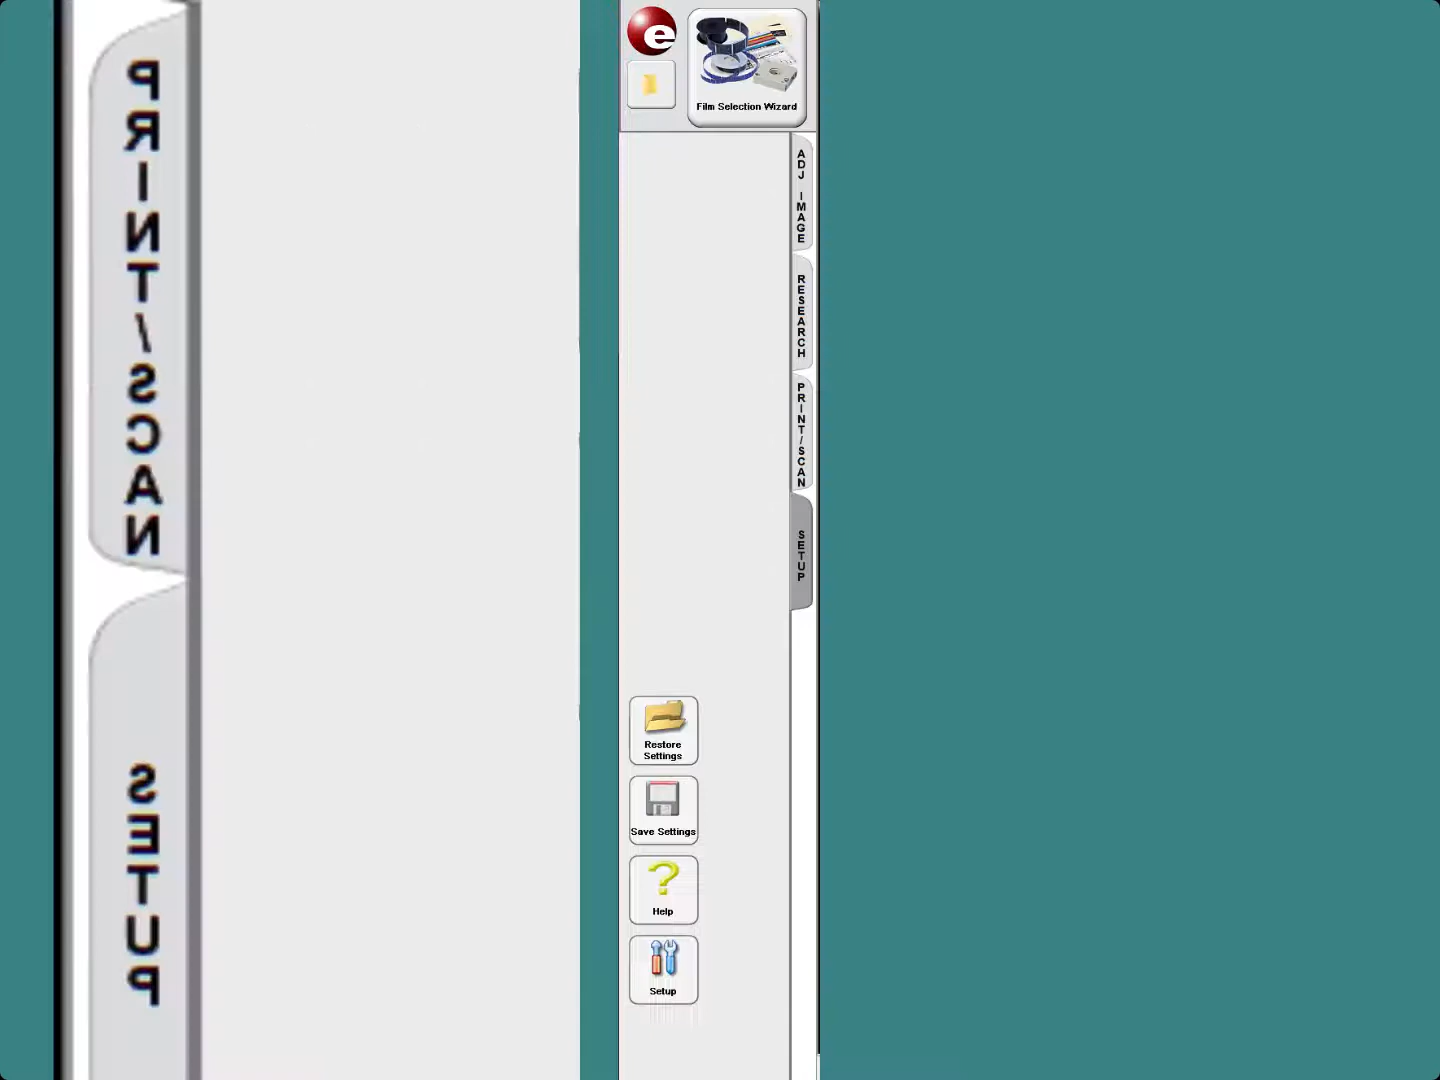 PRINT/SCAN
SETUP
e
Film Selection Wizard
ADJ IMAGE
RESEARCH
PRINT/SCAN
SETUP
Restore
Settings
Save Settings
Help
Setup